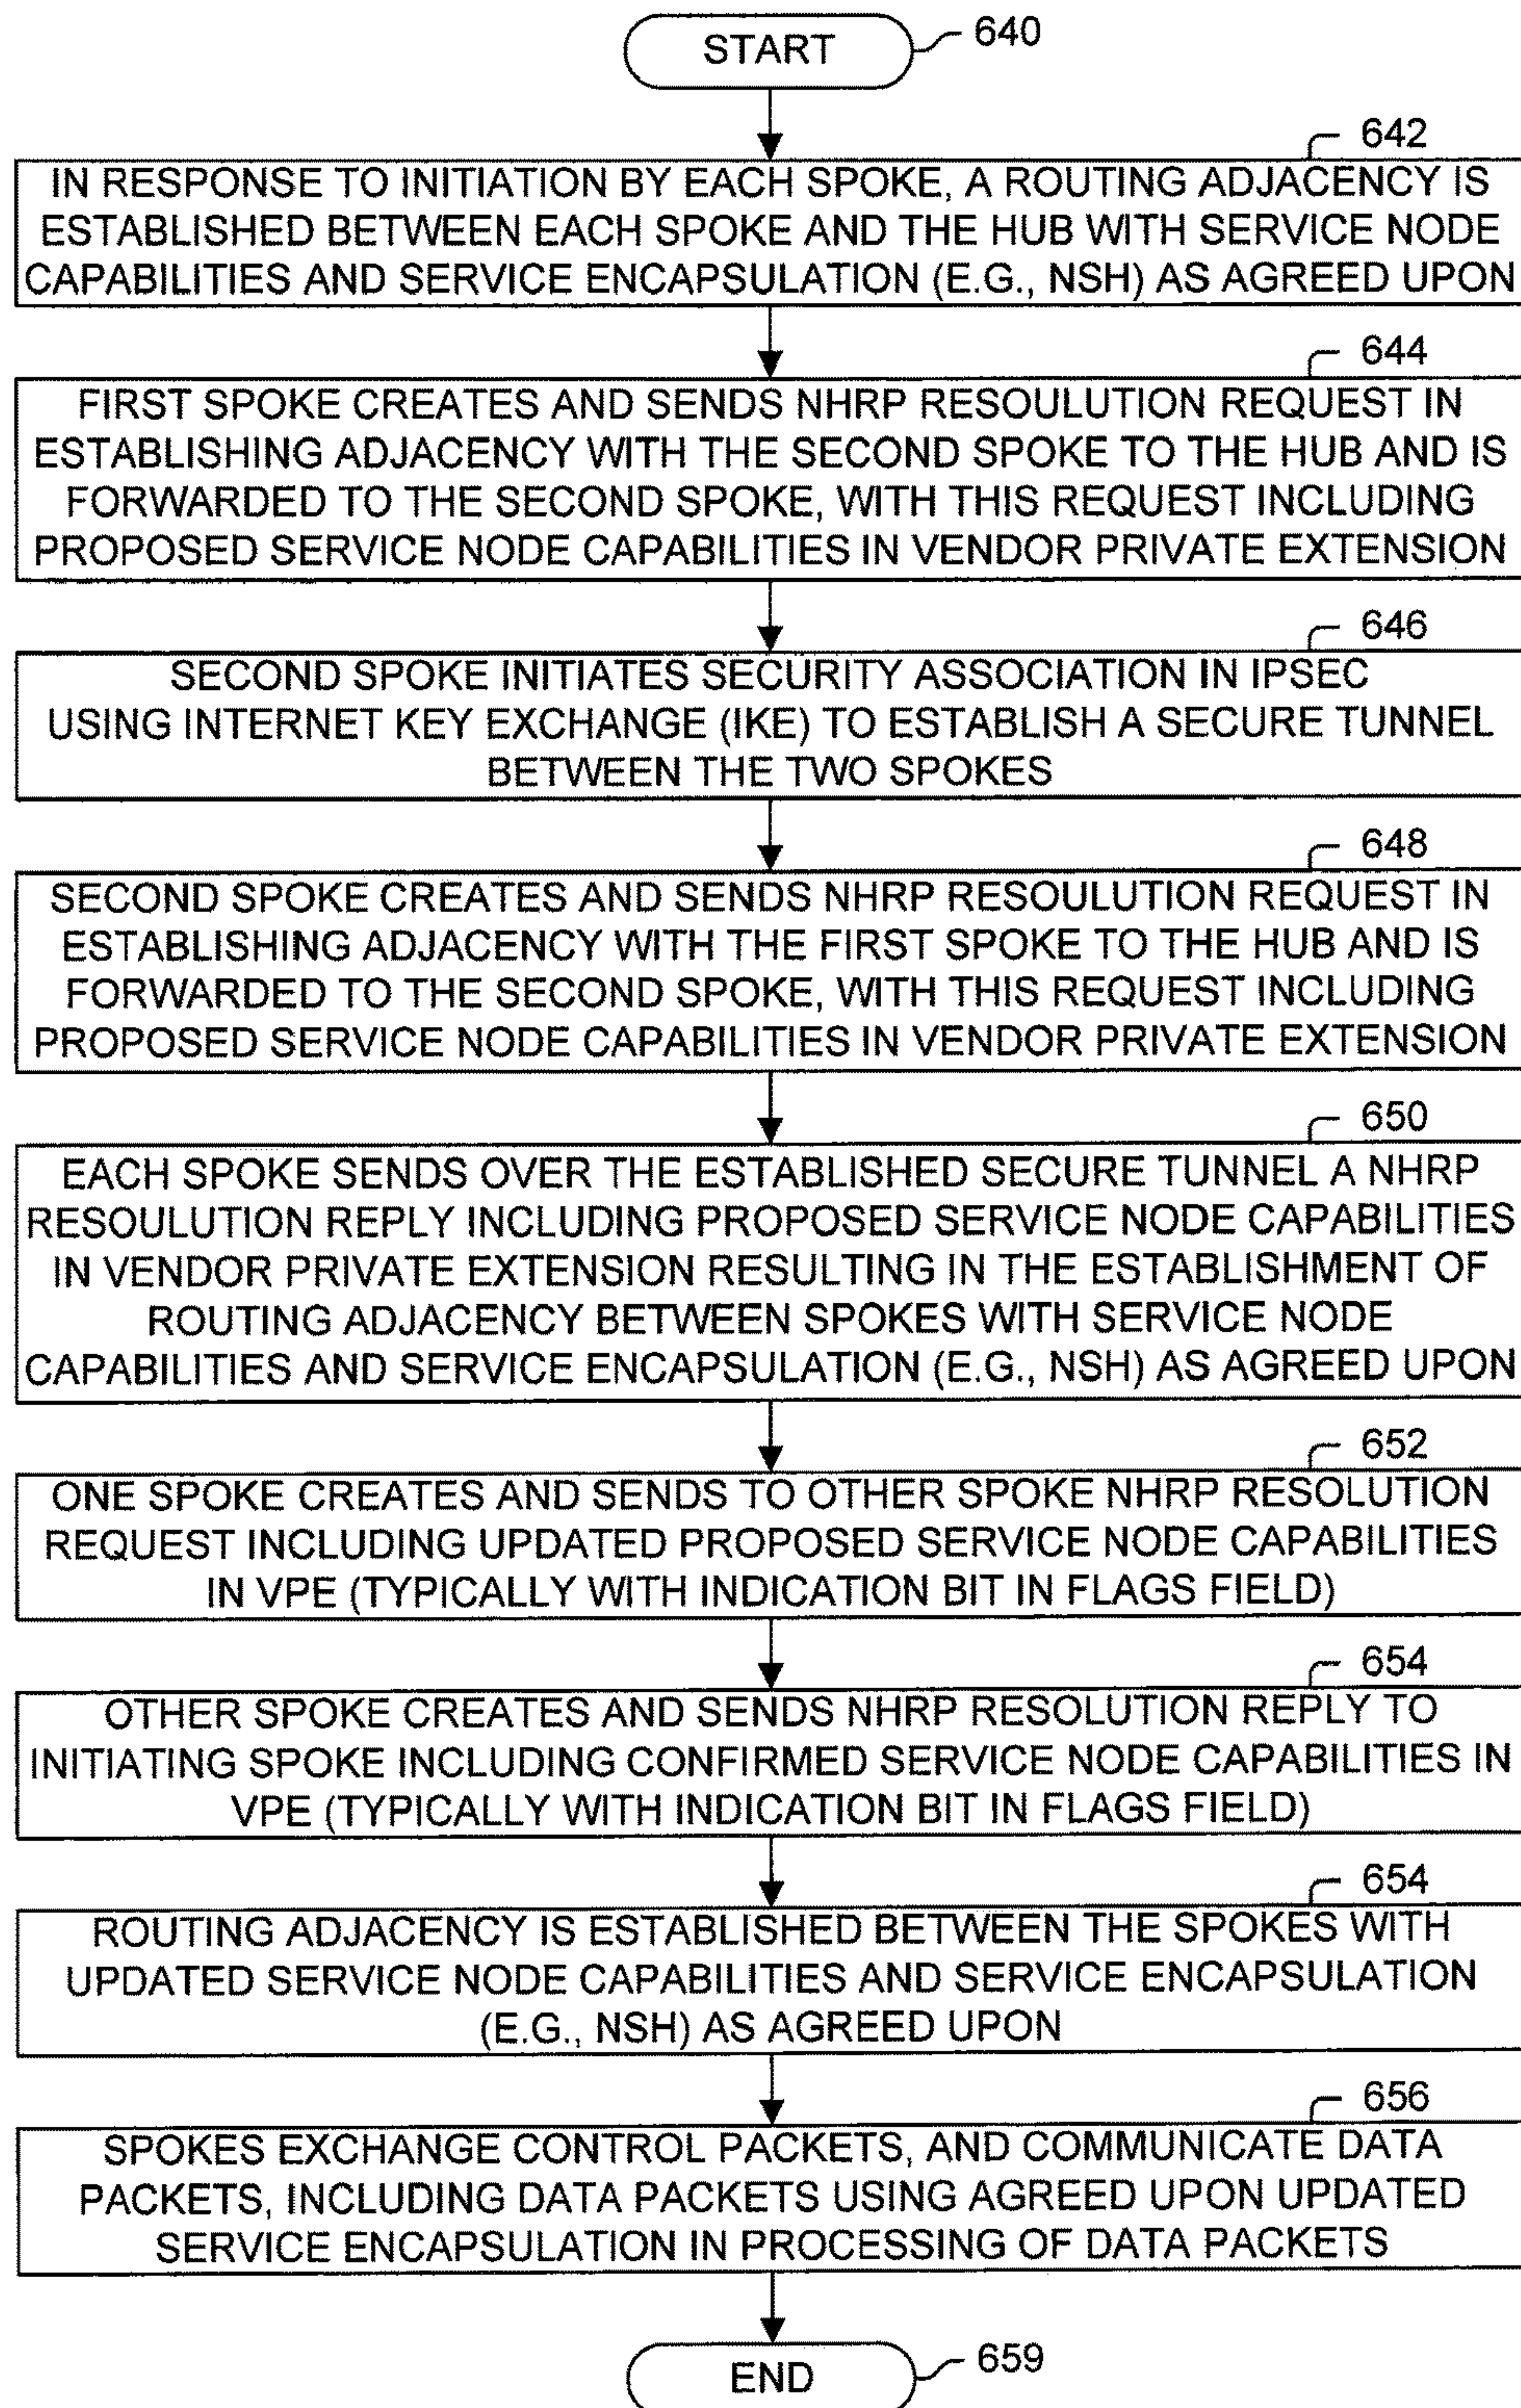 START
640
642
IN RESPONSE TO INITIATION BY EACH SPOKE, A ROUTING ADJACENCY IS
ESTABLISHED BETWEEN EACH SPOKE AND THE HUB WITH SERVICE NODE
CAPABILITIES AND SERVICE ENCAPSULATION (E.G., NSH) AS AGREED UPON
644
FIRST SPOKE CREATES AND SENDS NHRP RESOULUTION REQUEST IN
ESTABLISHING ADJACENCY WITH THE SECOND SPOKE TO THE HUB AND IS
FORWARDED TO THE SECOND SPOKE, WITH THIS REQUEST INCLUDING
PROPOSED SERVICE NODE CAPABILITIES IN VENDOR PRIVATE EXTENSION
646
SECOND SPOKE INITIATES SECURITY ASSOCIATION IN IPSEC
USING INTERNET KEY EXCHANGE (IKE) TO ESTABLISH A SECURE TUNNEL
BETWEEN THE TWO SPOKES
648
SECOND SPOKE CREATES AND SENDS NHRP RESOULUTION REQUEST IN
ESTABLISHING ADJACENCY WITH THE FIRST SPOKE TO THE HUB AND IS
FORWARDED TO THE SECOND SPOKE, WITH THIS REQUEST INCLUDING
PROPOSED SERVICE NODE CAPABILITIES IN VENDOR PRIVATE EXTENSION
650
EACH SPOKE SENDS OVER THE ESTABLISHED SECURE TUNNEL A NHRP
RESOULUTION REPLY INCLUDING PROPOSED SERVICE NODE CAPABILITIES
IN VENDOR PRIVATE EXTENSION RESULTING IN THE ESTABLISHMENT OF
ROUTING ADJACENCY BETWEEN SPOKES WITH SERVICE NODE
CAPABILITIES AND SERVICE ENCAPSULATION (E.G., NSH) AS AGREED UPON
652
ONE SPOKE CREATES AND SENDS TO OTHER SPOKE NHRP RESOLUTION
REQUEST INCLUDING UPDATED PROPOSED SERVICE NODE CAPABILITIES
IN VPE (TYPICALLY WITH INDICATION BIT IN FLAGS FIELD)
654
OTHER SPOKE CREATES AND SENDS NHRP RESOLUTION REPLY TO
INITIATING SPOKE INCLUDING CONFIRMED SERVICE NODE CAPABILITIES IN
VPE (TYPICALLY WITH INDICATION BIT IN FLAGS FIELD)
654
ROUTING ADJACENCY IS ESTABLISHED BETWEEN THE SPOKES WITH
UPDATED SERVICE NODE CAPABILITIES AND SERVICE ENCAPSULATION
(E.G., NSH) AS AGREED UPON
656
SPOKES EXCHANGE CONTROL PACKETS, AND COMMUNICATE DATA
PACKETS, INCLUDING DATA PACKETS USING AGREED UPON UPDATED
SERVICE ENCAPSULATION IN PROCESSING OF DATA PACKETS
END
659